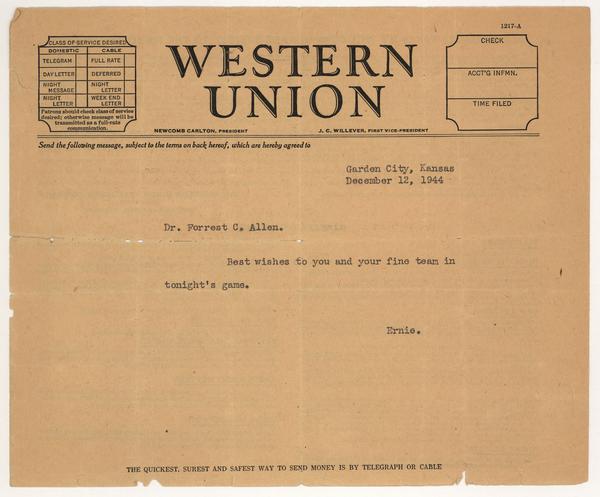 1217-A
CLASS OF SERVICE DESIRED
DOMESTIC CABLE
TELEGRAM FULL RATE
DAY LETTER DEFERRED
NIGHT MESSAGE NIGHT LETTER
NIGHT LETTER WEEK END LETTER
Patrons should check class of service
desired; otherwise message will be
transmitted as a full-rate
communication.
WESTERN
UNION
CHECK
ACCT'G INFMN.
TIME FILED
NEWCOMB CARLTON, PRESIDENT J. C. WILLEVER, FIRST VICE-PRESIDENT
Send the following message, subject to the terms on back hereof, which are hereby agreed to
Garden City, Kansas
December 12, 1944
Dr. Forrest C. Allen.
Best wishes to you and your fine team in
tonight's game.
Ernie.
THE QUICKEST, SUREST AND SAFEST WAY TO SEND MONEY IS BY TELEGRAPH OR CABLE